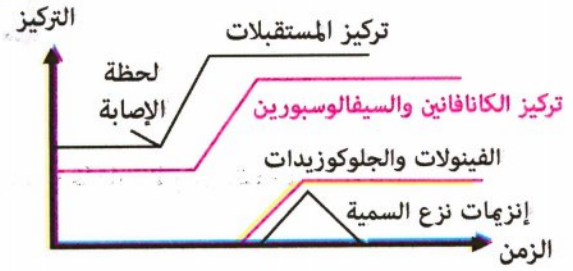 التركيز
تركيز المستقبلات
لحظة
الإصابة
تركيز الكانافانين والسيفالوسبورين
الفينولات والجلوكوزيدات
إنزيمات نزع السمية
الزمن